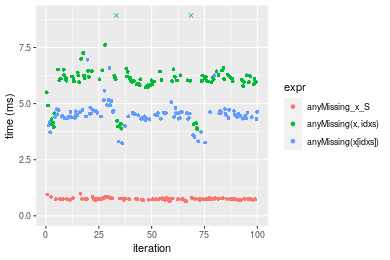 time (ms)
7.5
5.0
2.5
0.0
0
25
50
75
100
iteration
expr
anyMissing_x_S
anyMissing(x, idxs)
anyMissing(x[idxs])